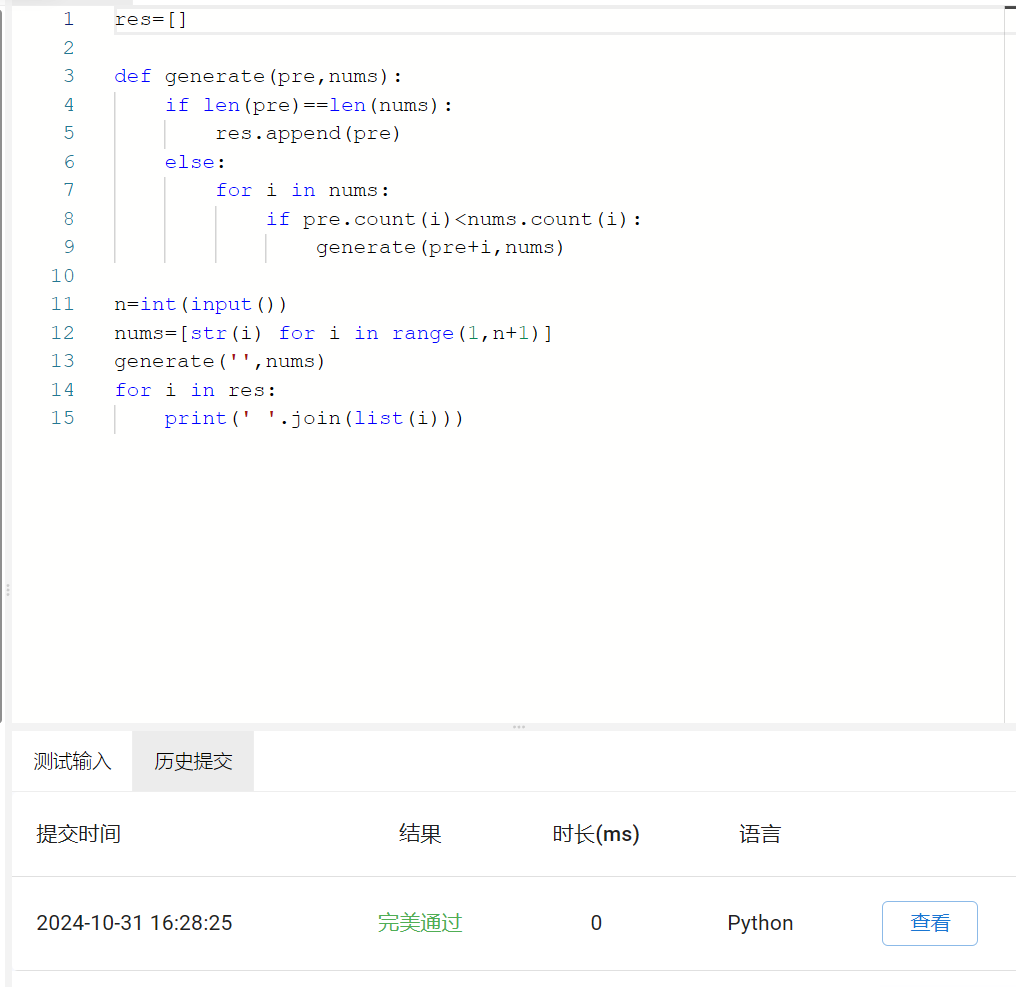 1 res=[]
2
3 def generate(pre,nums):
4     if len(pre)==len(nums):
5         res.append(pre)
6     else:
7         for i in nums:
8             if pre.count(i)<nums.count(i):
9                 generate(pre+i,nums)
10
11 n=int(input())
12 nums=[str(i) for i in range(1,n+1)]
13 generate('',nums)
14 for i in res:
15     print(' '.join(list(i)))
测试输入 历史提交
提交时间 结果 时长(ms) 语言
2024-10-31 16:28:25 完美通过 0 Python 查看